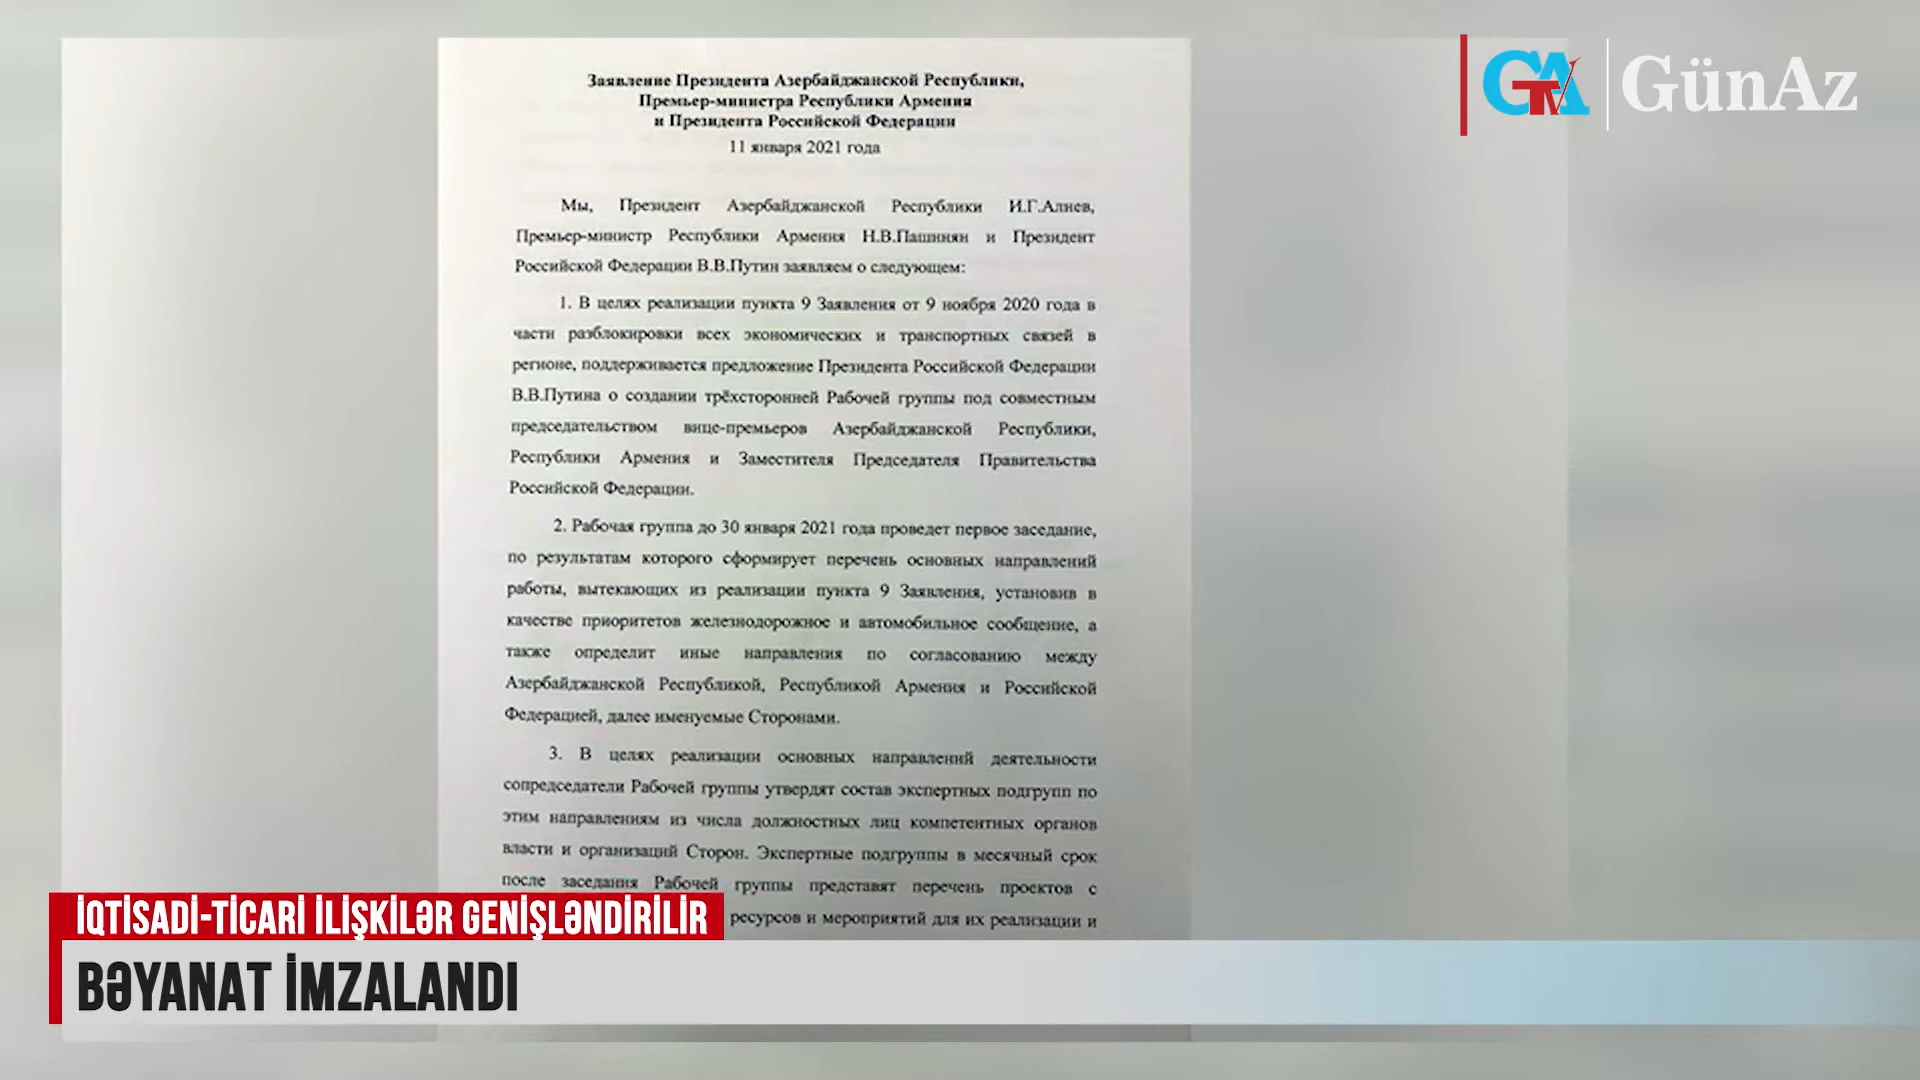 Заявление Президента Азербайджанской Республики,
Премьер-министра Республики Армения
и Президента Российской Федерации
11 января 2021 года
Мы, Президент Азербайджанской Республики И.Г.Алиев,
Премьер-министр Республики Армения Н.В.Пашинян и Президент
Российской Федерации В.В.Путин заявляем о следующем:
1. В целях реализации пункта 9 Заявления от 9 ноября 2020 года в
части разблокировки всех экономических и транспортных связей в
регионе, поддерживается предложение Президента Российской Федерации
В.В.Путина о создании трёхсторонней Рабочей группы под совместным
председательством вице-премьеров Азербайджанской Республики,
Республики Армения и Заместителя Председателя Правительства
Российской Федерации.
2. Рабочая группа до 30 января 2021 года проведет первое заседание,
по результатам которого сформирует перечень основных направлений
работы, вытекающих из реализации пункта 9 Заявления, установив в
качестве приоритетов железнодорожное и автомобильное сообщение, а
также определит иные направления по согласованию между
Азербайджанской Республикой, Республикой Армения и Российской
Федерацией, далее именуемые Сторонами.
3. В целях реализации основных направлений деятельности
сопредседатели Рабочей группы утвердят состав экспертных подгрупп по
этим направлениям из числа должностных лиц компетентных органов
власти и организаций Сторон. Экспертные подгруппы в месячный срок
после заседания Рабочей группы представят перечень проектов с
ресурсов и мероприятий для их реализации и
GTAV
GünAz
İQTİSADİ-TİCARİ İLİŞKİLƏR GENİŞLƏNDİRİLİR
BƏYANAT İMZALANDI